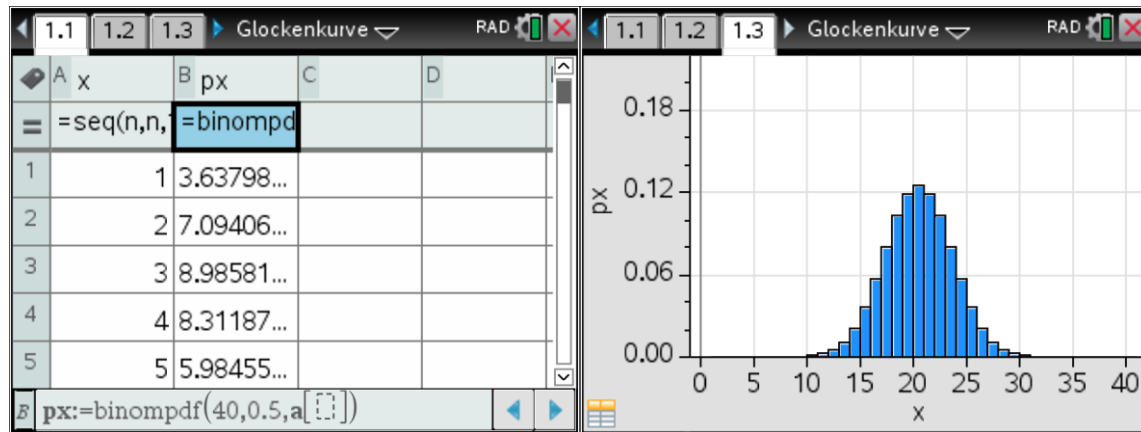 1.1 1.2 1.3 Glockenkurve RAD
A x B px C D
=seq(n,n, =binompd
1 1 3.63798...
2 2 7.09406...
3 3 8.98581...
4 4 8.31187...
5 5 5.98455...
B px:=binompdf(40,0.5,a[])
1.1 1.2 1.3 Glockenkurve RAD
0.18
0.12
px
0.06
0.00
0 5 10 15 20 25 30 35 40
x